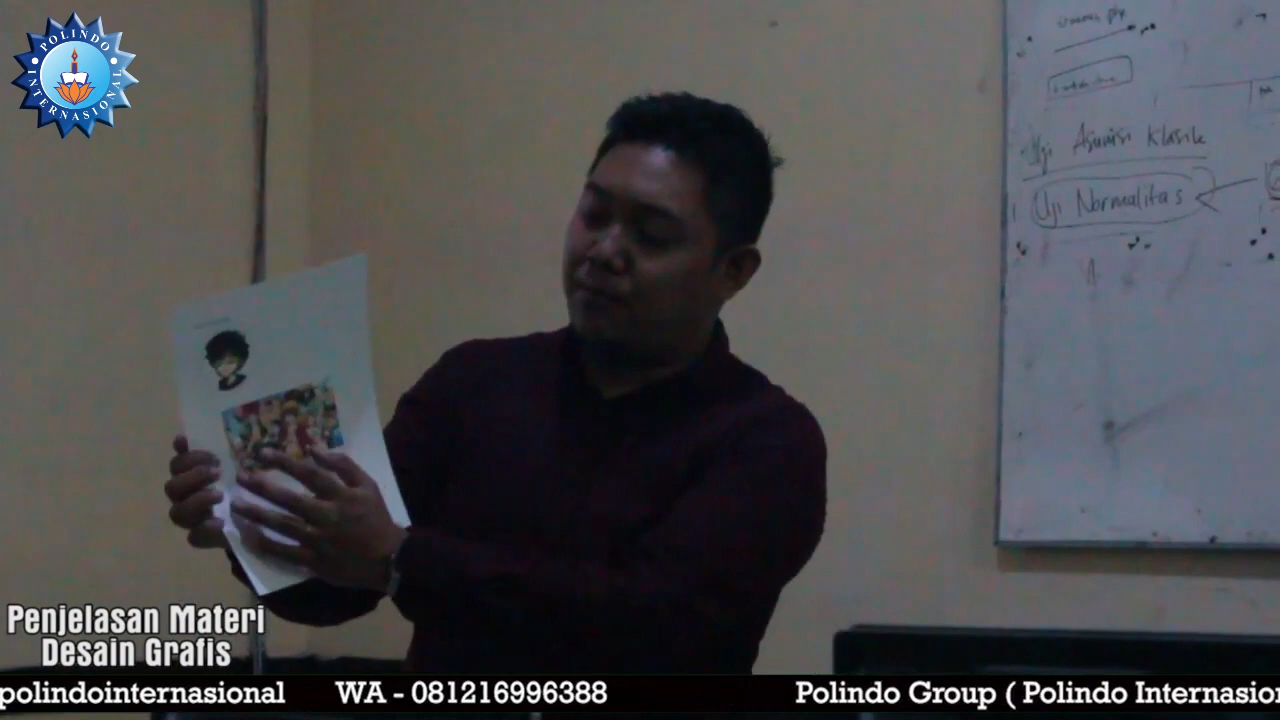 POLINDO
INTERNASIONAL
Uji Asumsi Klasik
Uji Normalitas
Penjelasan Materi
Desain Grafis
polindointernasional WA - 081216996388 Polindo Group ( Polindo Internasion